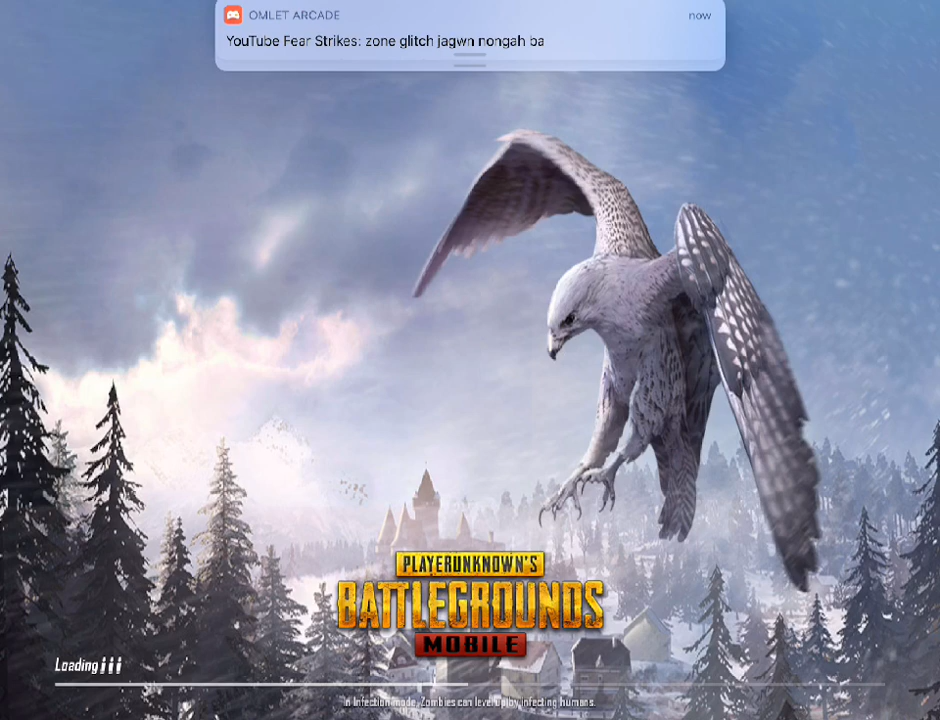 OMLET ARCADE now
YouTube Fear Strikes: zone glitch jagwn nongah ba
PLAYERUNKNOWN'S
BATTLEGROUNDS
MOBILE
Loading
In Infection mode, Zombies can level up by infecting humans.